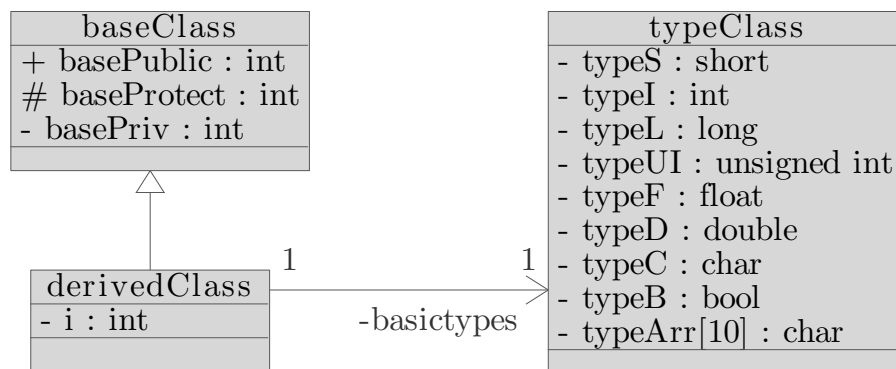 baseClass
+ basePublic : int
# baseProtect : int
- basePriv : int
derivedClass
- i : int
1
1
-basictypes
typeClass
- typeS : short
- typeI : int
- typeL : long
- typeUI : unsigned int
- typeF : float
- typeD : double
- typeC : char
- typeB : bool
- typeArr[10] : char